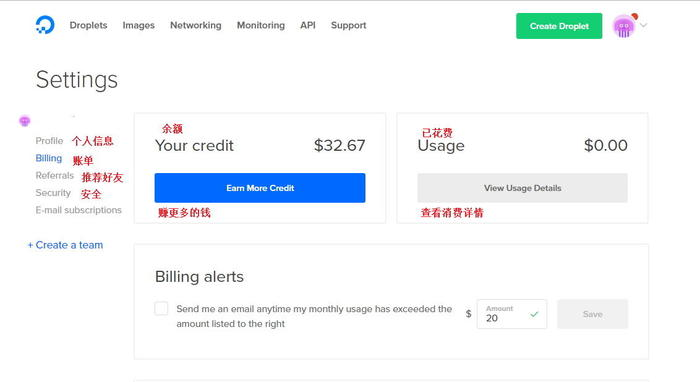 Droplets Images Networking Monitoring API Support Create Droplet
Settings
Profile 个人信息
Billing 账单
Referrals 推荐好友
Security 安全
E-mail subscriptions
+ Create a team
余额
Your credit $32.67
Earn More Credit
赚更多的钱
已花费
Usage $0.00
View Usage Details
查看消费详情
Billing alerts
Send me an email anytime my monthly usage has exceeded the
amount listed to the right
$ Amount
20
Save